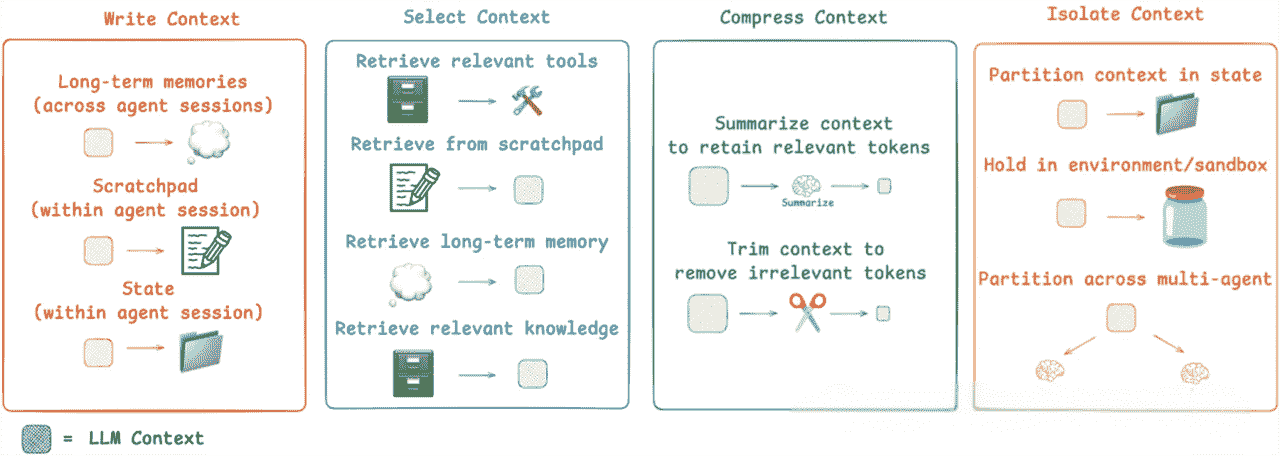 Write Context
Long-term memories
(across agent sessions)
Scratchpad
(within agent session)
State
(within agent session)
Select Context
Retrieve relevant tools
Retrieve from scratchpad
Retrieve long-term memory
Retrieve relevant knowledge
Compress Context
Summarize context
to retain relevant tokens
Summarize
Trim context to
remove irrelevant tokens
Isolate Context
Partition context in state
Hold in environment/sandbox
Partition across multi-agent
= LLM Context